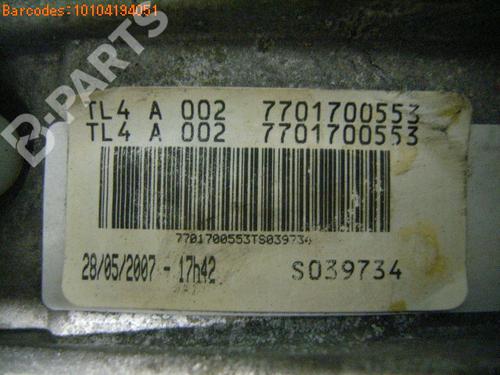 Barcodes:10104194051
B-PARTS
TL4 A 002 7701700553
TL4 A 002 7701700553
7701700553TS039734
28/05/2007 - 17h42 S039734